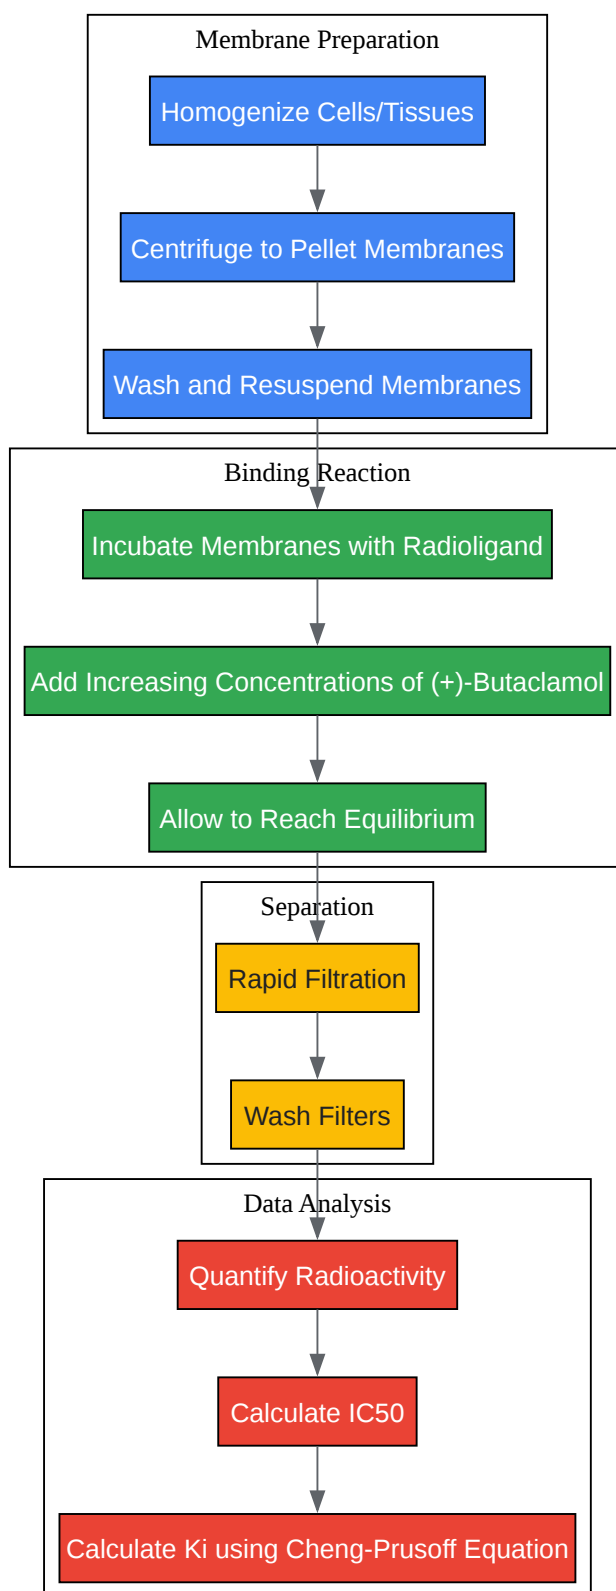 Membrane Preparation
Homogenize Cells/Tissues
Centrifuge to Pellet Membranes
Wash and Resuspend Membranes
Binding Reaction
Incubate Membranes with Radioligand
Add Increasing Concentrations of (+)-Butaclamol
Allow to Reach Equilibrium
Separation
Rapid Filtration
Wash Filters
Data Analysis
Quantify Radioactivity
Calculate IC50
Calculate Ki using Cheng-Prusoff Equation